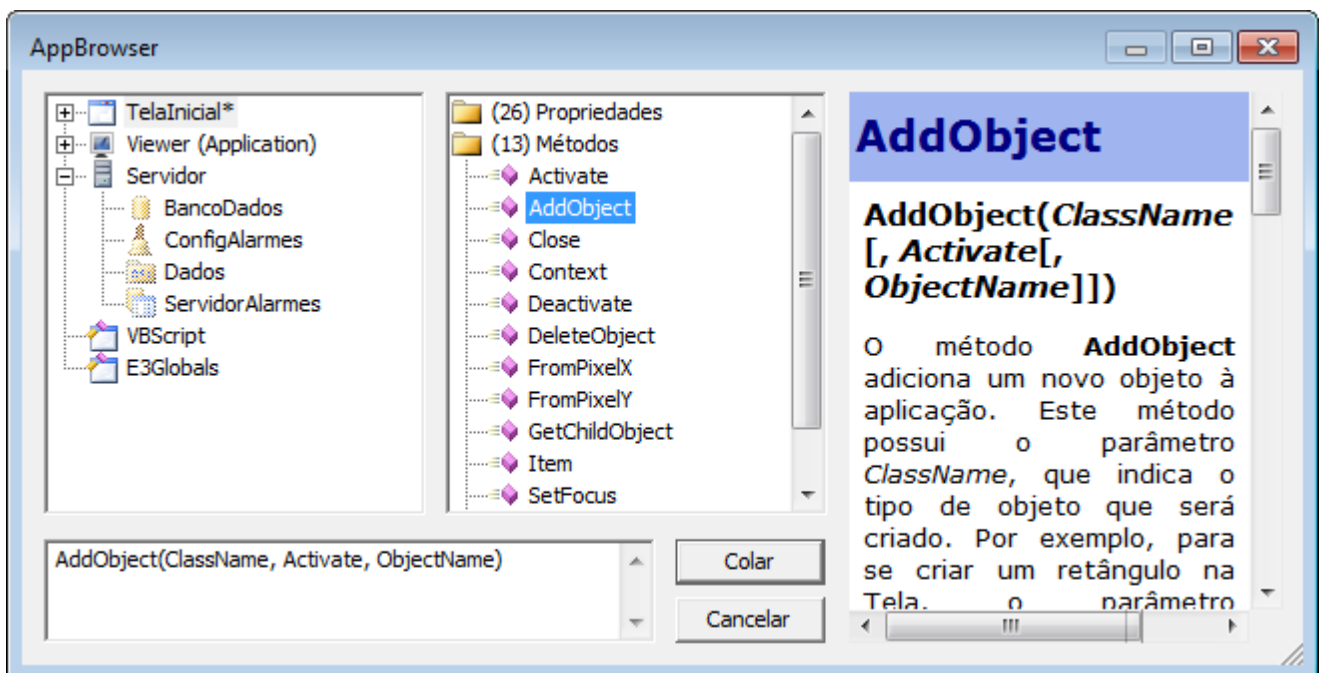 AppBrowser
TelaInicial*
Viewer (Application)
Servidor
BancoDados
ConfigAlarmes
Dados
ServidorAlarmes
VBScript
E3Globals
(26) Propriedades
(13) Métodos
Activate
AddObject
Close
Context
Deactivate
DeleteObject
FromPixelX
FromPixelY
GetChildObject
Item
SetFocus
AddObject
AddObject(ClassName
[, Activate[,
ObjectName]])
O método AddObject
adiciona um novo objeto à
aplicação. Este método
possui o parâmetro
ClassName, que indica o
tipo de objeto que será
criado. Por exemplo, para
se criar um retângulo na
Tela, o parâmetro
AddObject(ClassName, Activate, ObjectName)
Colar
Cancelar